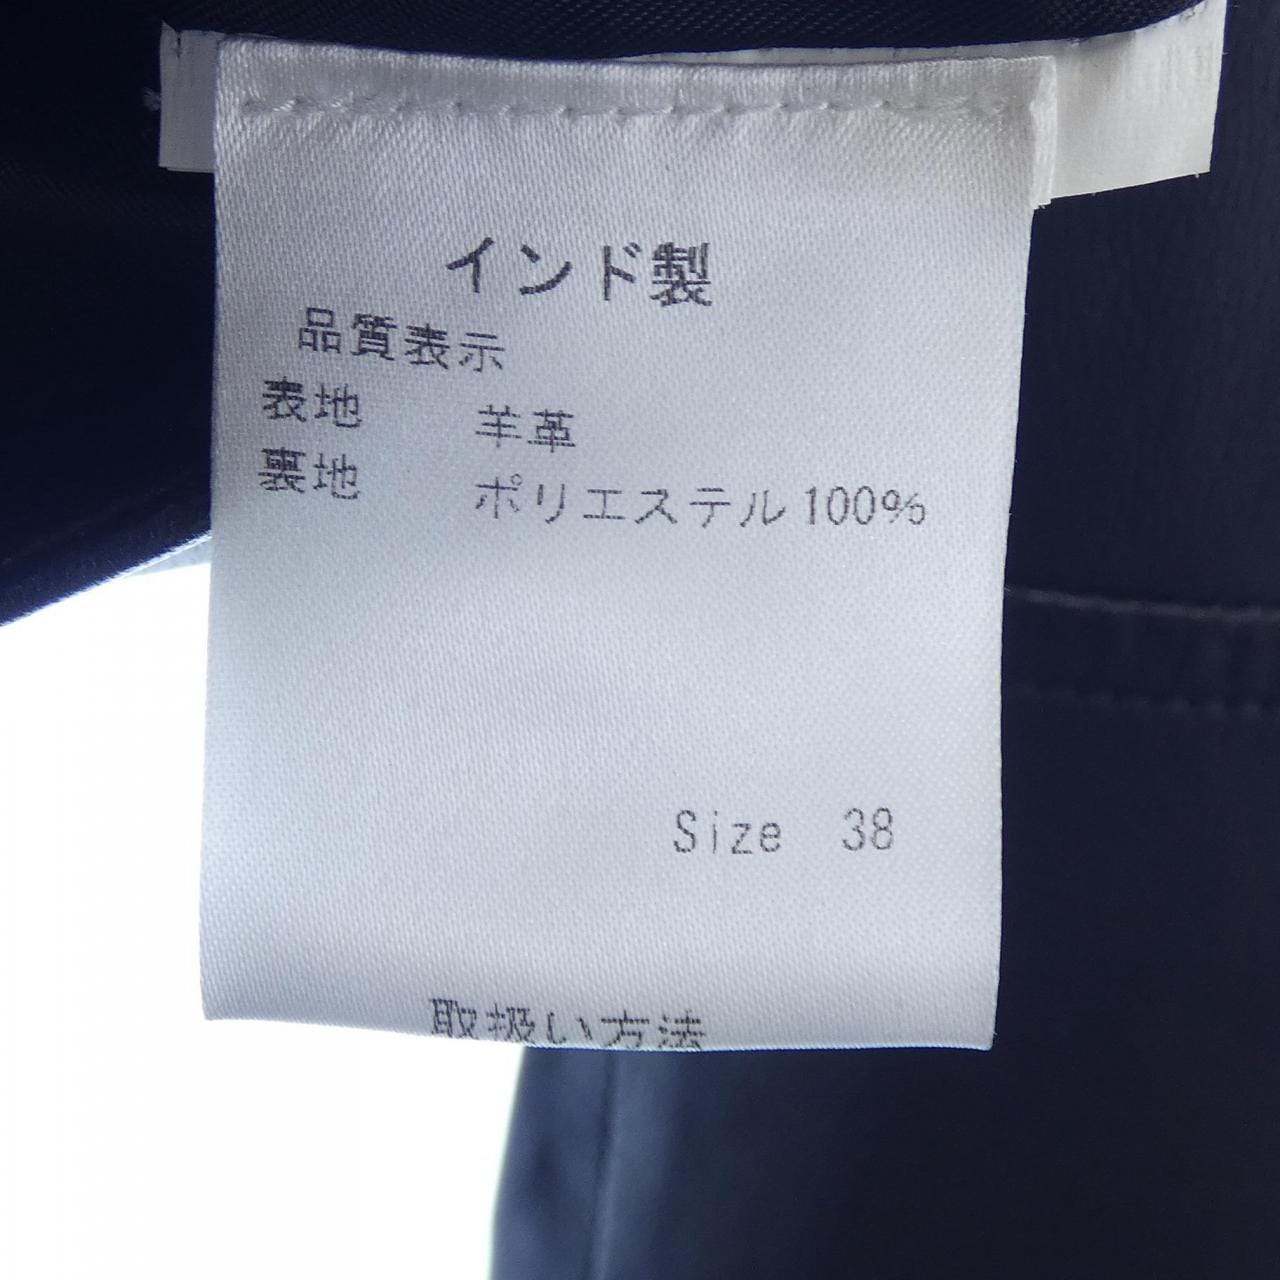 インド製
品質表示
表地 羊革
裏地 ポリエステル100%
Size 38
取扱い方法